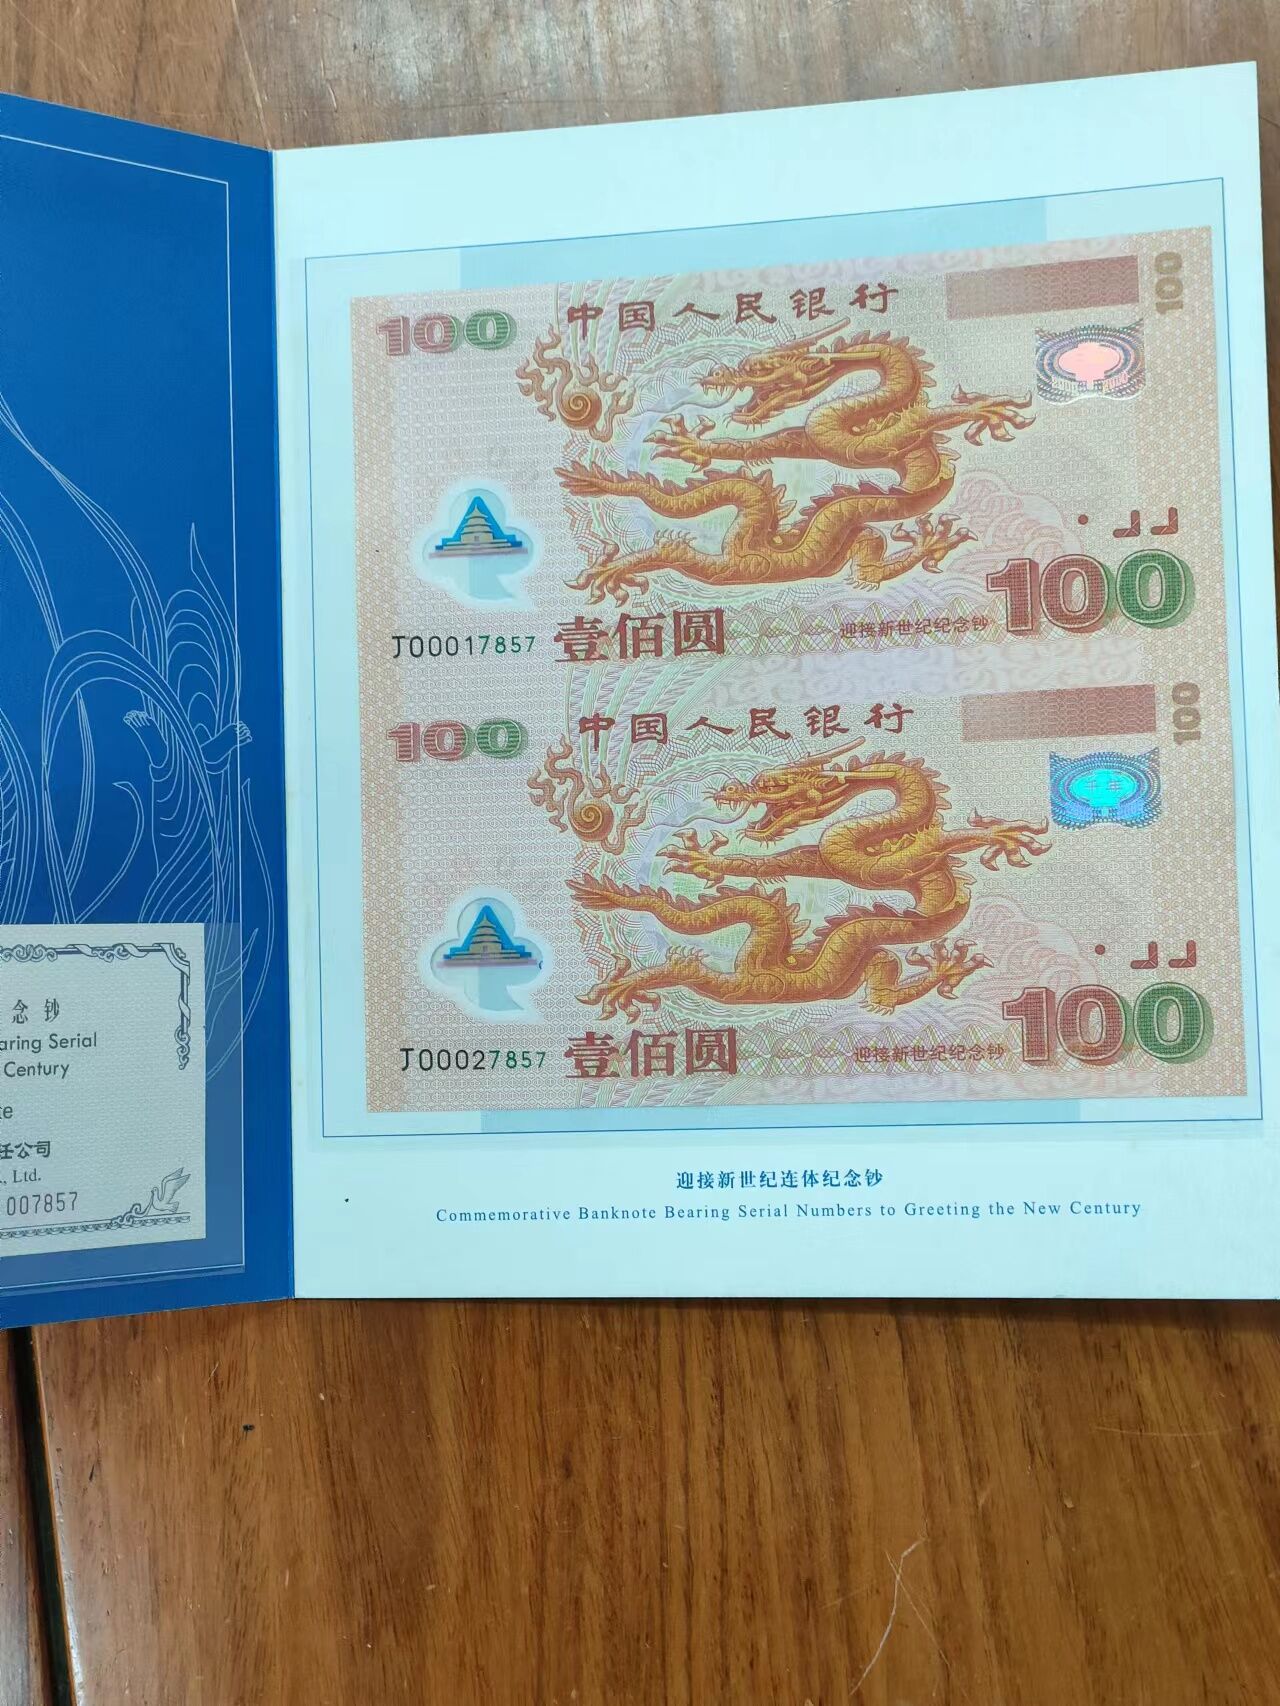 念钞
aring Serial
Century
te
任公司
., Ltd.
007857
中国人民银行
100
100
2000
J00017857
壹佰圆
迎接新世纪纪念钞
100
中国人民银行
100
100
千年
J00027857
壹佰圆
迎接新世纪纪念钞
100
迎接新世纪连体纪念钞
Commemorative Banknote Bearing Serial Numbers to Greeting the New Century